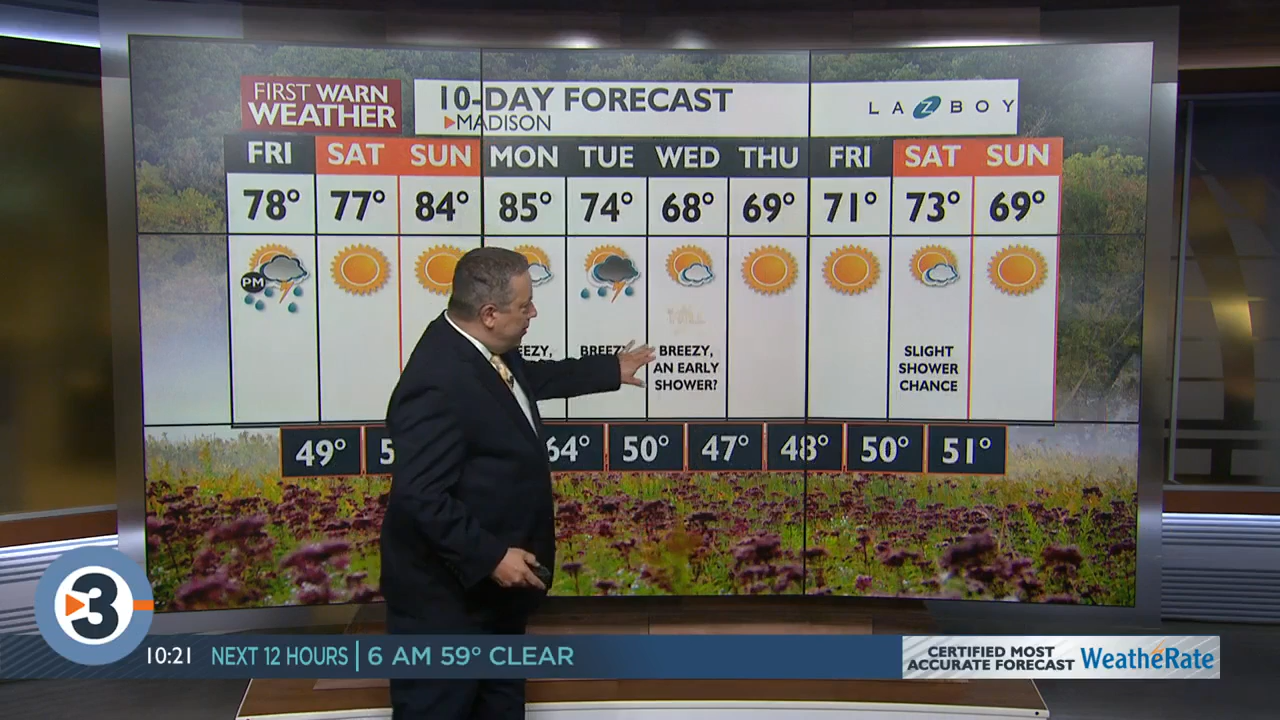 FIRST WARN
WEATHER
10-DAY FORECAST
MADISON
LA Z BOY
FRI SAT SUN MON TUE WED THU FRI SAT SUN
78° 77° 84° 85° 74° 68° 69° 71° 73° 69°
PM
BREEZY,
AN EARLY
SHOWER?
SLIGHT
SHOWER
CHANCE
49° 64° 50° 47° 48° 50° 51°
3
10:21 NEXT 12 HOURS | 6 AM 59° CLEAR
CERTIFIED MOST
ACCURATE FORECAST
WeatheRate